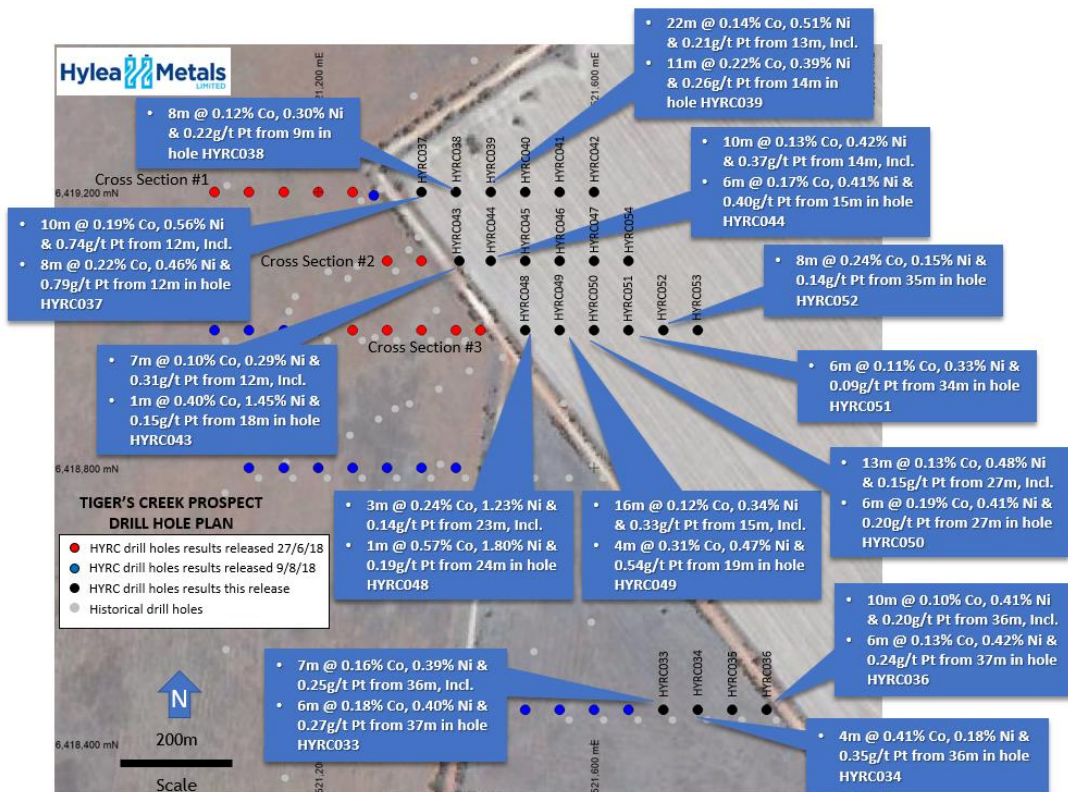 Hylea Metals
LIMITED
521,200 mE
521,600 mE
• 22m @ 0.14% Co, 0.51% Ni
& 0.21g/t Pt from 13m, Incl.
• 11m @ 0.22% Co, 0.39% Ni &
0.26g/t Pt from 14m in
hole HYRC039
• 8m @ 0.12% Co, 0.30% Ni
& 0.22g/t Pt from 9m in
hole HYRC038
• 10m @ 0.13% Co, 0.42% Ni
& 0.37g/t Pt from 14m, Incl.
• 6m @ 0.17% Co, 0.41% Ni &
0.40g/t Pt from 15m in hole
HYRC044
Cross Section #1
6,419,200 mN
HYRC037
HYRC038
HYRC039
HYRC040
HYRC041
HYRC042
• 10m @ 0.19% Co, 0.56% Ni &
0.74g/t Pt from 12m, Incl.
• 8m @ 0.22% Co, 0.46% Ni &
0.79g/t Pt from 12m in hole
HYRC037
Cross Section #2
HYRC043
HYRC044
HYRC045
HYRC046
HYRC047
HYRC054
• 8m @ 0.24% Co, 0.15% Ni &
0.14g/t Pt from 35m in hole
HYRC052
HYRC048
HYRC049
HYRC050
HYRC051
HYRC052
HYRC053
Cross Section #3
• 7m @ 0.10% Co, 0.29% Ni &
0.31g/t Pt from 12m, Incl.
• 1m @ 0.40% Co, 1.45% Ni &
0.15g/t Pt from 18m in hole
HYRC043
• 6m @ 0.11% Co, 0.33% Ni &
0.09g/t Pt from 34m in hole
HYRC051
6,418,800 mN
• 13m @ 0.13% Co, 0.48% Ni
& 0.15g/t Pt from 27m, Incl.
• 6m @ 0.19% Co, 0.41% Ni &
0.20g/t Pt from 27m in hole
HYRC050
• 3m @ 0.24% Co, 1.23% Ni &
0.14g/t Pt from 23m, Incl.
• 1m @ 0.57% Co, 1.80% Ni &
0.19g/t Pt from 24m in hole
HYRC048
• 16m @ 0.12% Co, 0.34% Ni
& 0.33g/t Pt from 15m, Incl.
• 4m @ 0.31% Co, 0.47% Ni &
0.54g/t Pt from 19m in hole
HYRC049
TIGER'S CREEK PROSPECT
DRILL HOLE PLAN
HYRC drill holes results released 27/6/18
HYRC drill holes results released 9/8/18
HYRC drill holes results this release
Historical drill holes
• 10m @ 0.10% Co, 0.41% Ni
& 0.20g/t Pt from 36m, Incl.
• 6m @ 0.13% Co, 0.42% Ni &
0.24g/t Pt from 37m in hole
HYRC036
• 7m @ 0.16% Co, 0.39% Ni &
0.25g/t Pt from 36m, Incl.
• 6m @ 0.18% Co, 0.40% Ni &
0.27g/t Pt from 37m in hole
HYRC033
HYRC033
HYRC034
HYRC035
HYRC036
N
• 4m @ 0.41% Co, 0.18% Ni &
0.35g/t Pt from 36m in hole
HYRC034
6,418,400 mN
200m
Scale
521,200 mE
521,600 mE